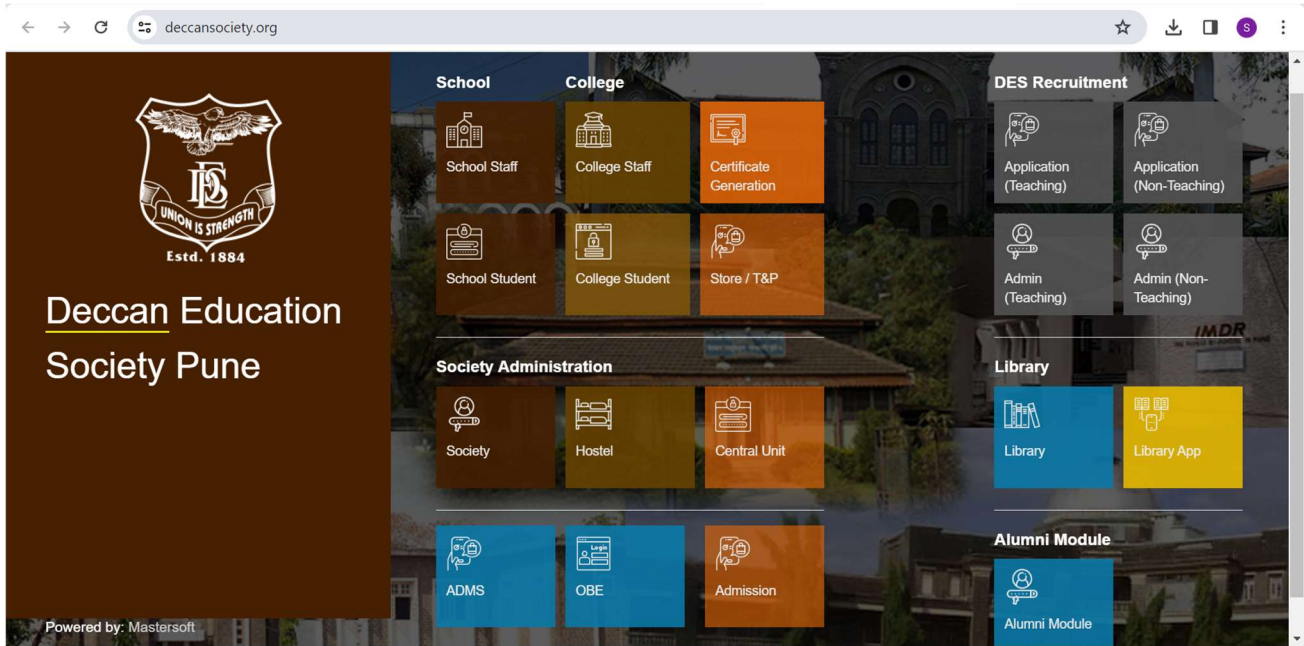 deccansociety.org
S
DES
UNION IS STRENGTH
Estd. 1884
Deccan Education
Society Pune
Powered by: Mastersoft
School
College
School Staff
College Staff
Certificate
Generation
School Student
College Student
Store / T&P
Society Administration
Society
Hostel
Central Unit
ADMS
Login
OBE
Admission
DES Recruitment
Application
(Teaching)
Application
(Non-Teaching)
Admin
(Teaching)
Admin (Non-
Teaching)
IMDR
Library
Library
Library App
Alumni Module
Alumni Module